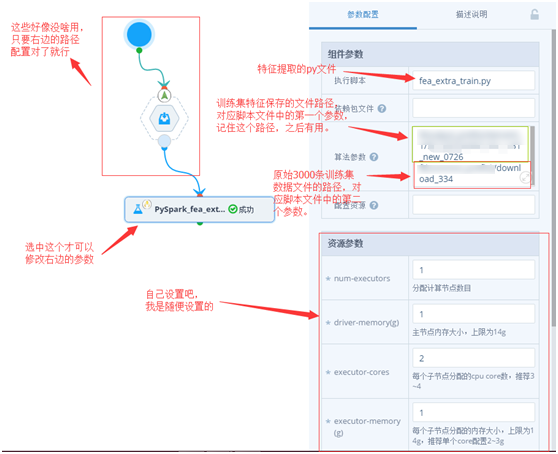 这些好像没啥用，
只要右边的路径
配置对了就行
PySpark_fea_ext... 成功
选中这个才可以
修改右边的参数
自己设置吧，
我是随便设置的
特征提取的py文件
训练集特征保存的文件路径，
对应脚本文件中的第一个参数，
记住这个路径，之后有用。
原始3000条训练集
数据文件的路径，对
应脚本文件中的第二
个参数。
参数配置 描述说明
组件参数
执行脚本 fea_extra_train.py
依赖包文件
算法参数
_new_0726
/downl
oad_334
配置资源
资源参数
★ num-executors 1
分配计算节点数目
★ driver-memory(g) 1
主节点内存大小，上限为14g
★ executor-cores 2
每个子节点分配的cpu core数，推荐3
~4
★ executor-memory
(g) 1
每个子节点分配的内存大小，上限为1
4g，推荐单个core配置2~3g